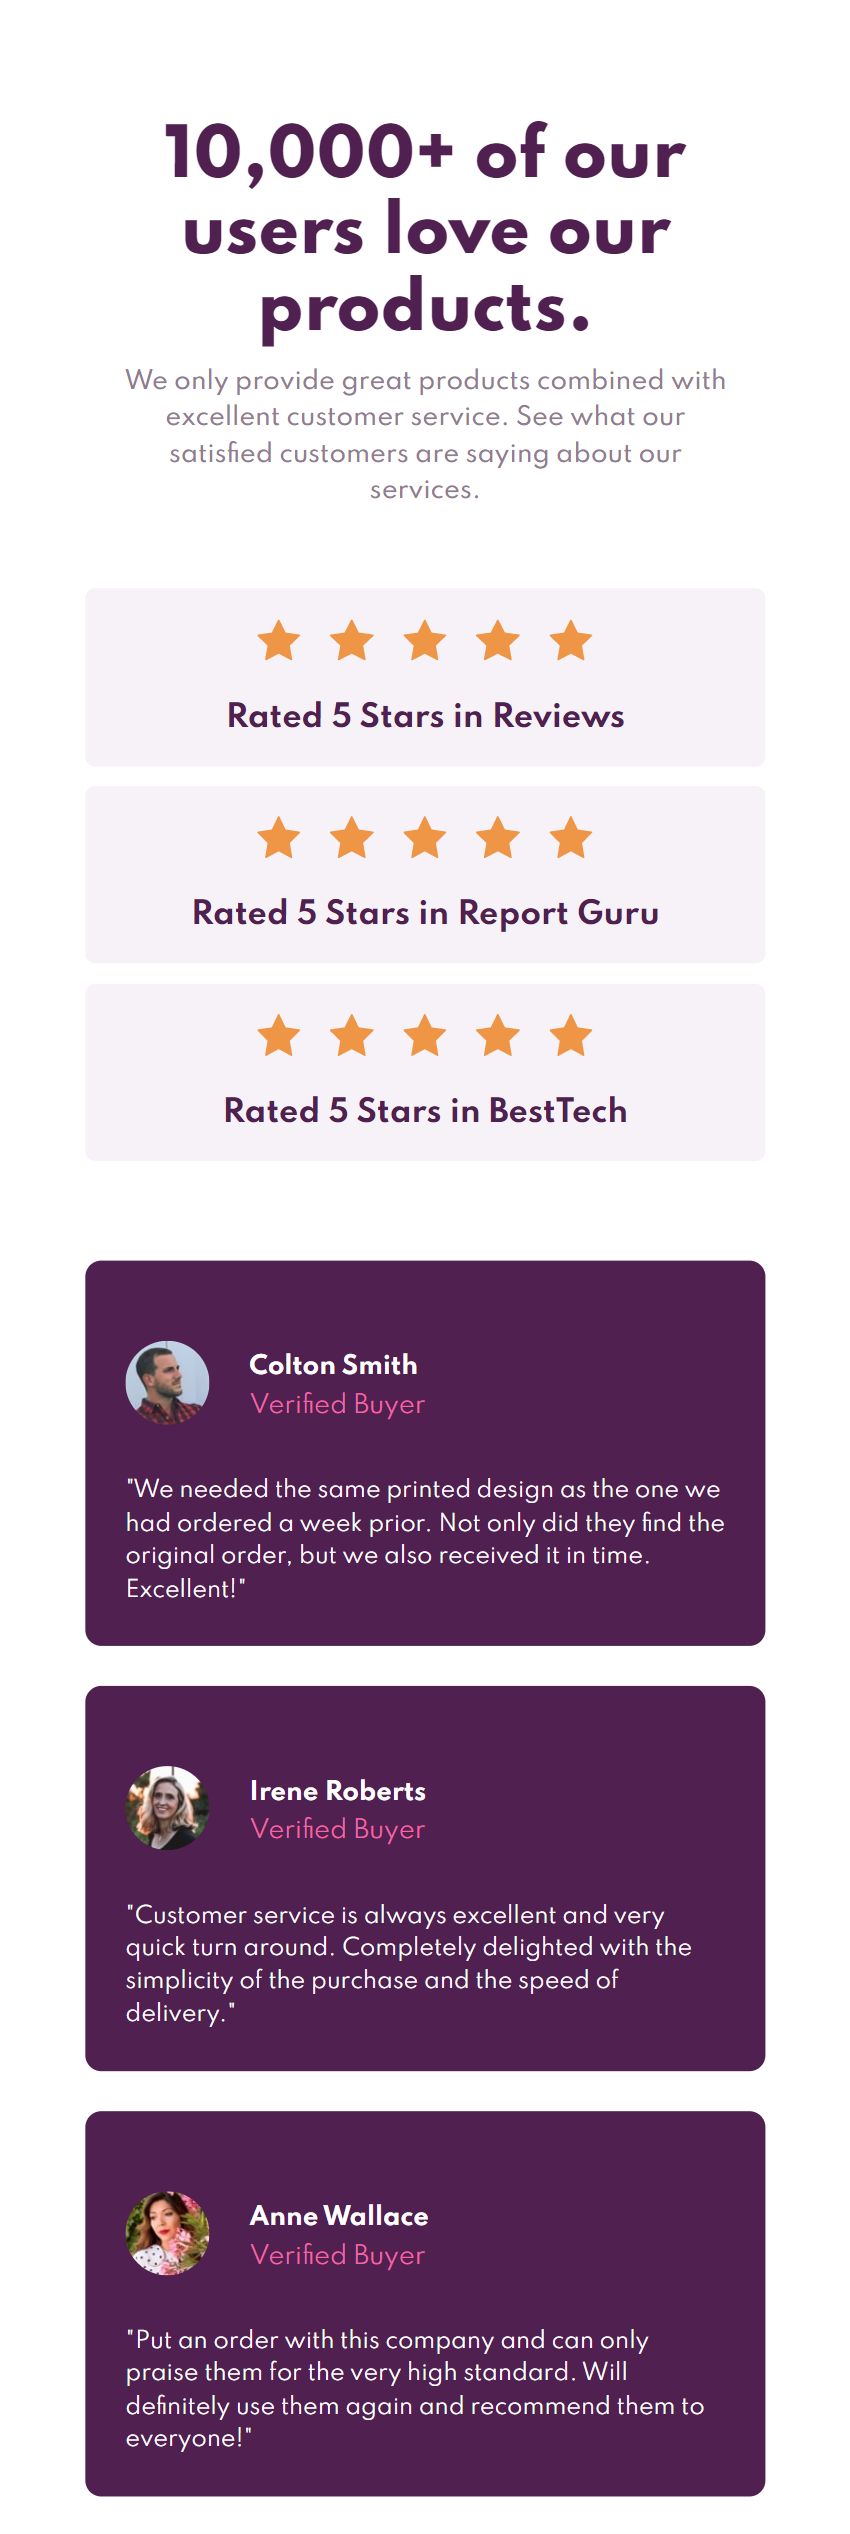 10,000+ of our
users love our
products.
We only provide great products combined with
excellent customer service. See what our
satisfied customers are saying about our
services.
Rated 5 Stars in Reviews
Rated 5 Stars in Report Guru
Rated 5 Stars in BestTech
Colton Smith
Verified Buyer
"We needed the same printed design as the one we
had ordered a week prior. Not only did they find the
original order, but we also received it in time.
Excellent!"
Irene Roberts
Verified Buyer
"Customer service is always excellent and very
quick turn around. Completely delighted with the
simplicity of the purchase and the speed of
delivery."
Anne Wallace
Verified Buyer
"Put an order with this company and can only
praise them for the very high standard. Will
definitely use them again and recommend them to
everyone!"